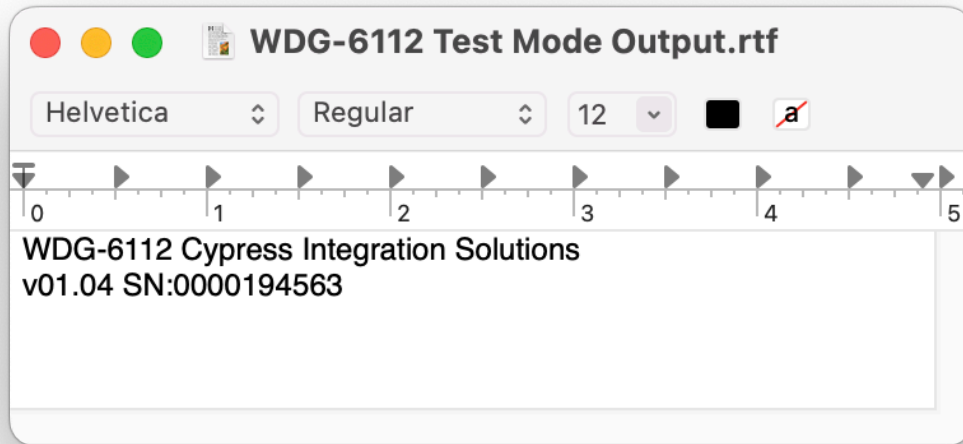 WDG-6112 Test Mode Output.rtf
Helvetica Regular 12 a
0 1 2 3 4 5
WDG-6112 Cypress Integration Solutions
v01.04 SN:0000194563